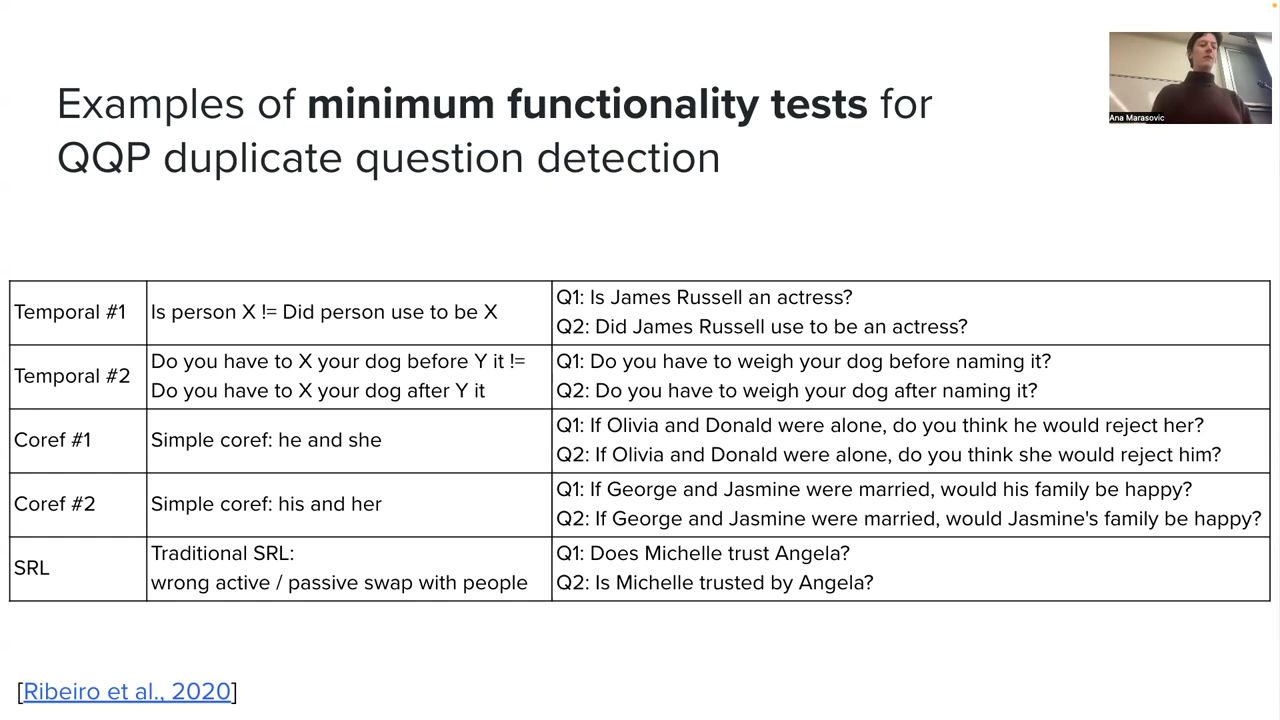 Examples of minimum functionality tests for
QQP duplicate question detection
Ana Marasovic
Temporal #1
Is person X != Did person use to be X
Q1: Is James Russell an actress?
Q2: Did James Russell use to be an actress?
Temporal #2
Do you have to X your dog before Y it !=
Do you have to X your dog after Y it
Q1: Do you have to weigh your dog before naming it?
Q2: Do you have to weigh your dog after naming it?
Coref #1
Simple coref: he and she
Q1: If Olivia and Donald were alone, do you think he would reject her?
Q2: If Olivia and Donald were alone, do you think she would reject him?
Coref #2
Simple coref: his and her
Q1: If George and Jasmine were married, would his family be happy?
Q2: If George and Jasmine were married, would Jasmine's family be happy?
SRL
Traditional SRL:
wrong active / passive swap with people
Q1: Does Michelle trust Angela?
Q2: Is Michelle trusted by Angela?
[Ribeiro et al., 2020]